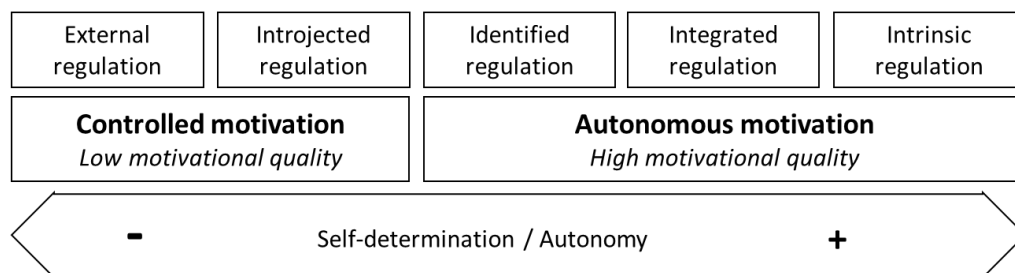 External regulation
Introjected regulation
Identified regulation
Integrated regulation
Intrinsic regulation
Controlled motivation
Low motivational quality
Autonomous motivation
High motivational quality
- Self-determination / Autonomy +